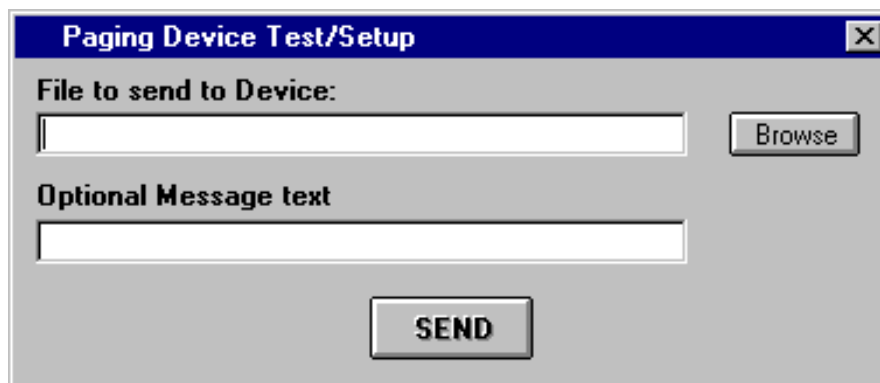 Paging Device Test/Setup
File to send to Device:
Browse
Optional Message text
SEND